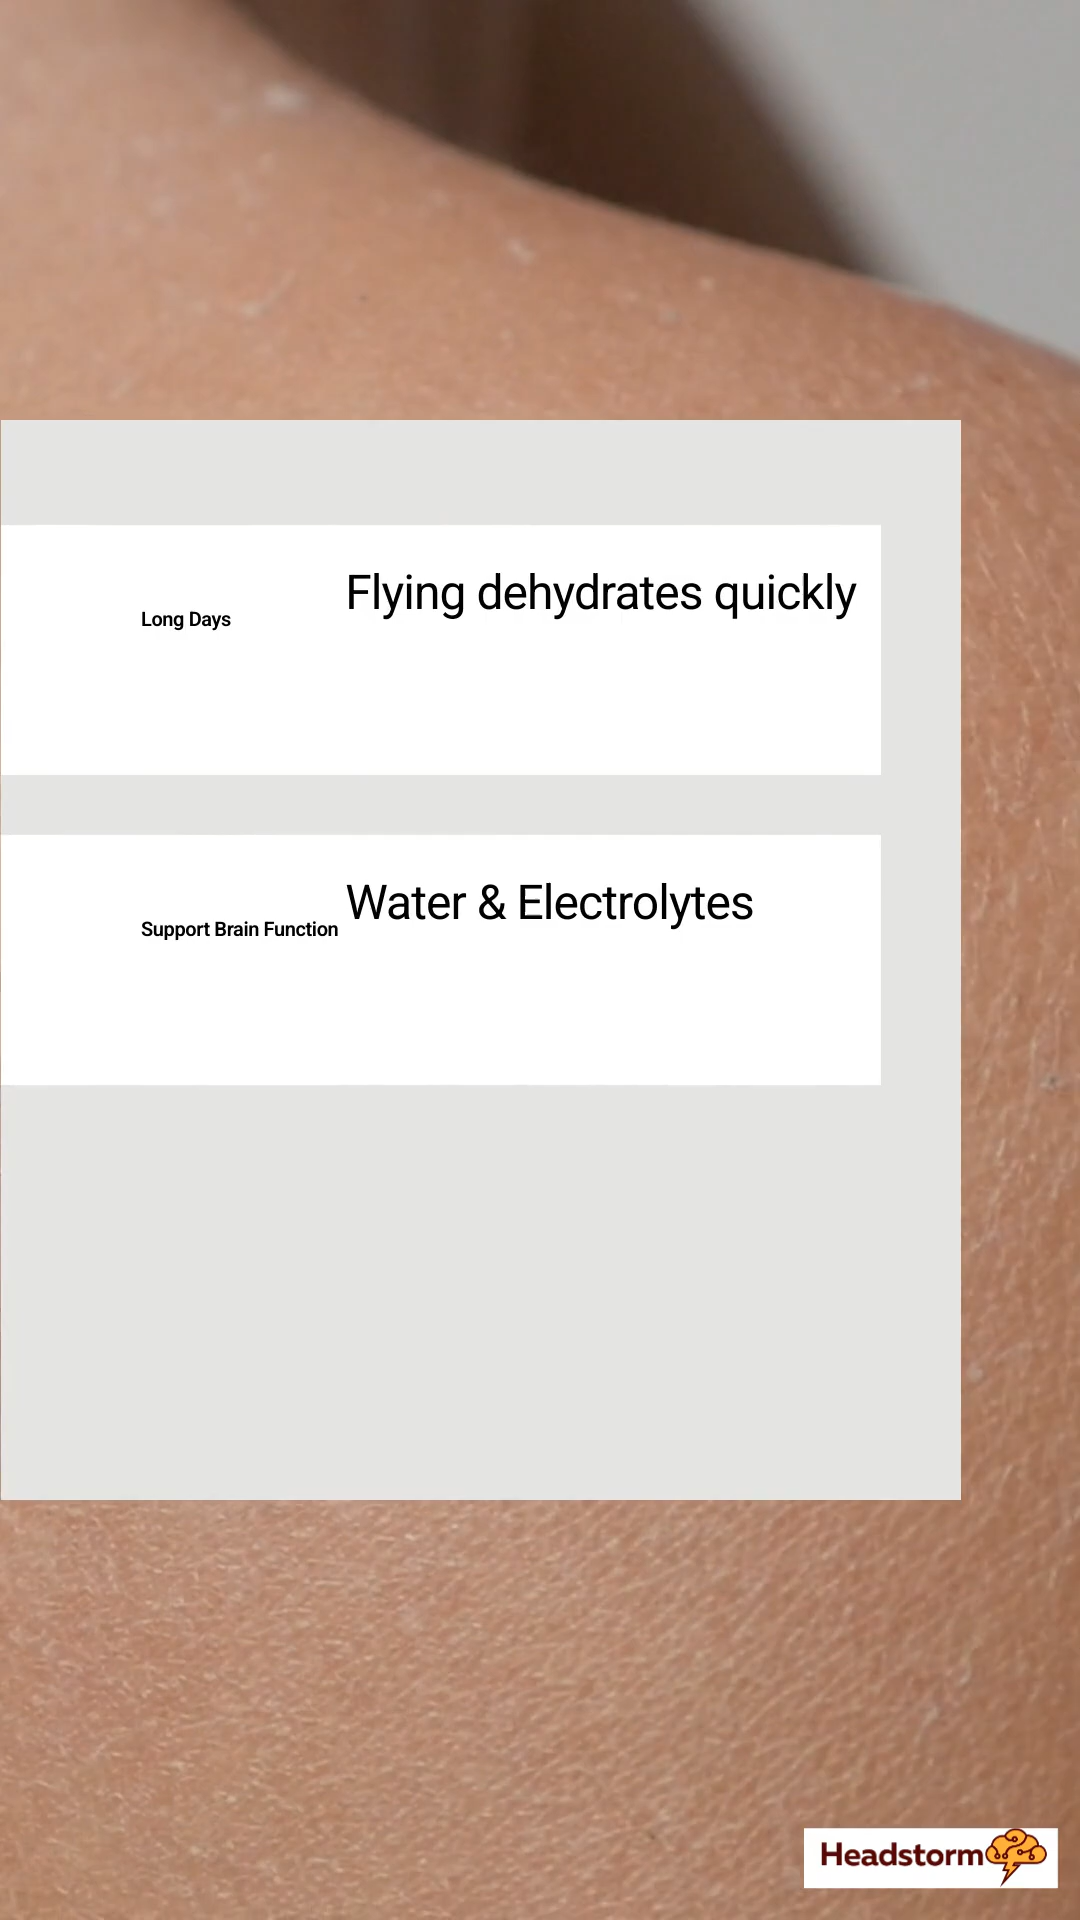 Flying dehydrates quickly
Long Days
Water & Electrolytes
Support Brain Function
Headstorm